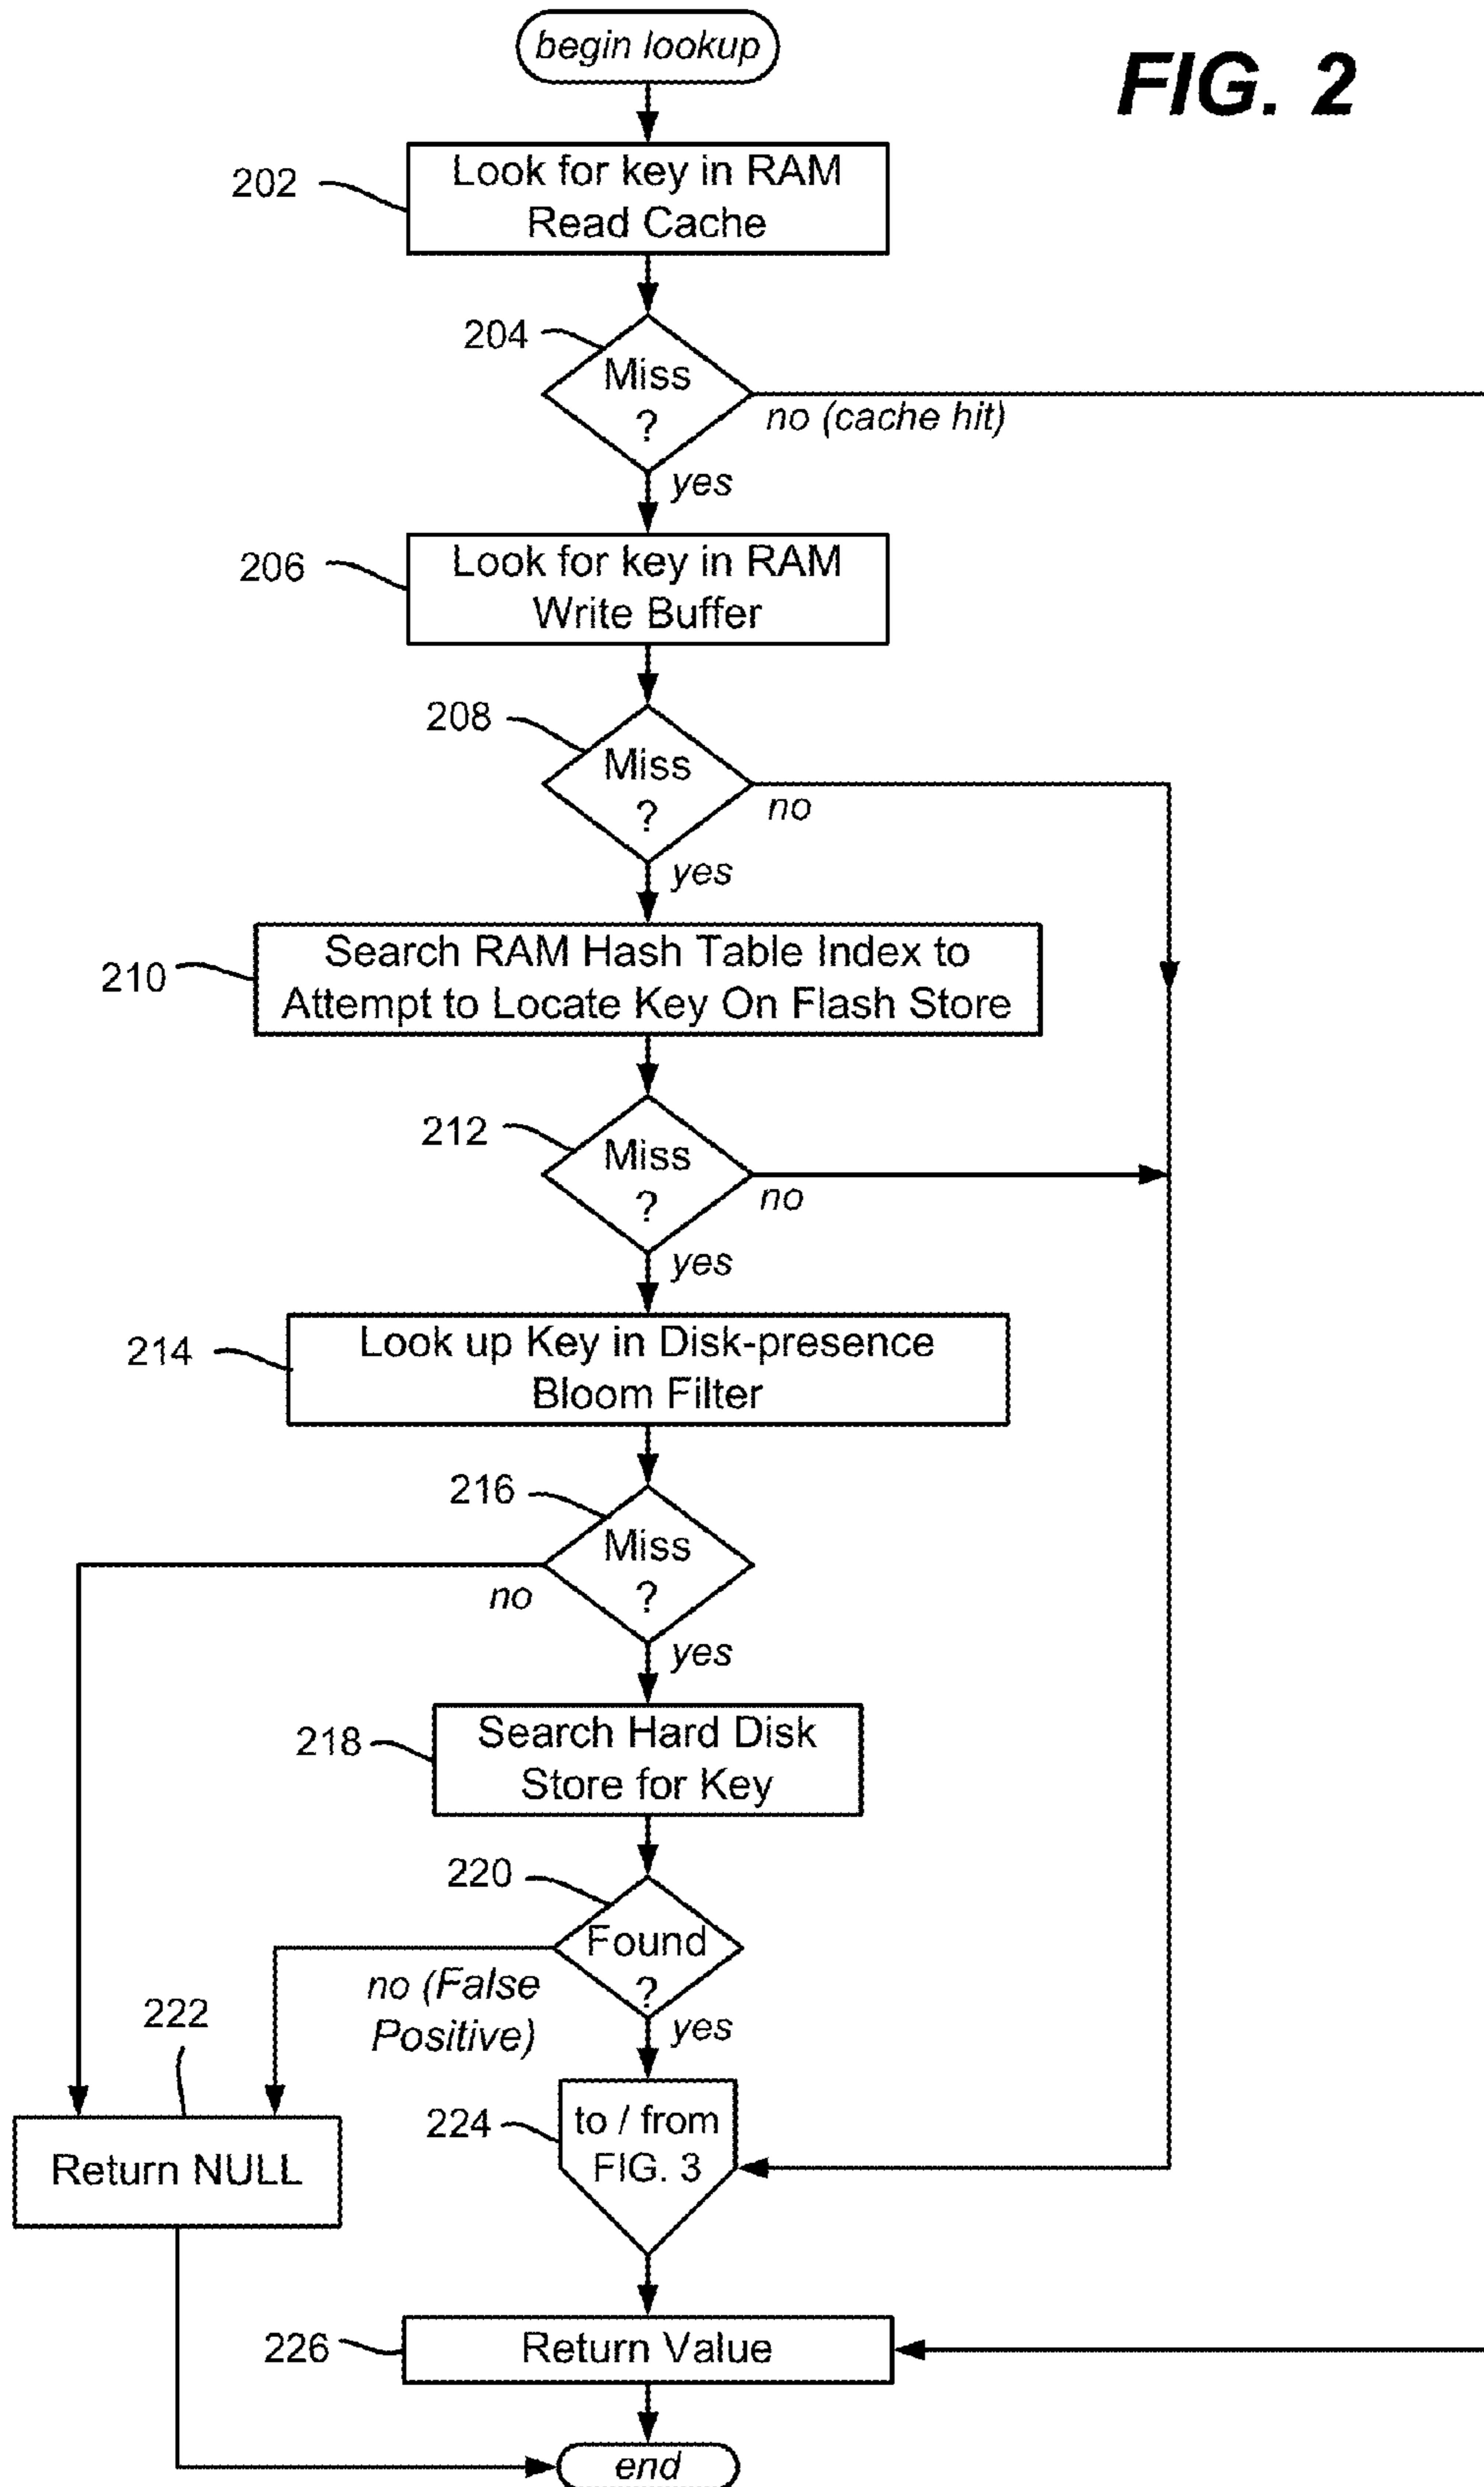 begin lookup
FIG. 2
202
Look for key in RAM
Read Cache
204
Miss
?
no (cache hit)
yes
206
Look for key in RAM
Write Buffer
208
Miss
?
no
yes
210
Search RAM Hash Table Index to
Attempt to Locate Key On Flash Store
212
Miss
?
no
yes
214
Look up Key in Disk-presence
Bloom Filter
216
Miss
?
no
yes
218
Search Hard Disk
Store for Key
220
Found
?
no (False
Positive)
yes
222
Return NULL
224
to / from
FIG. 3
226
Return Value
end